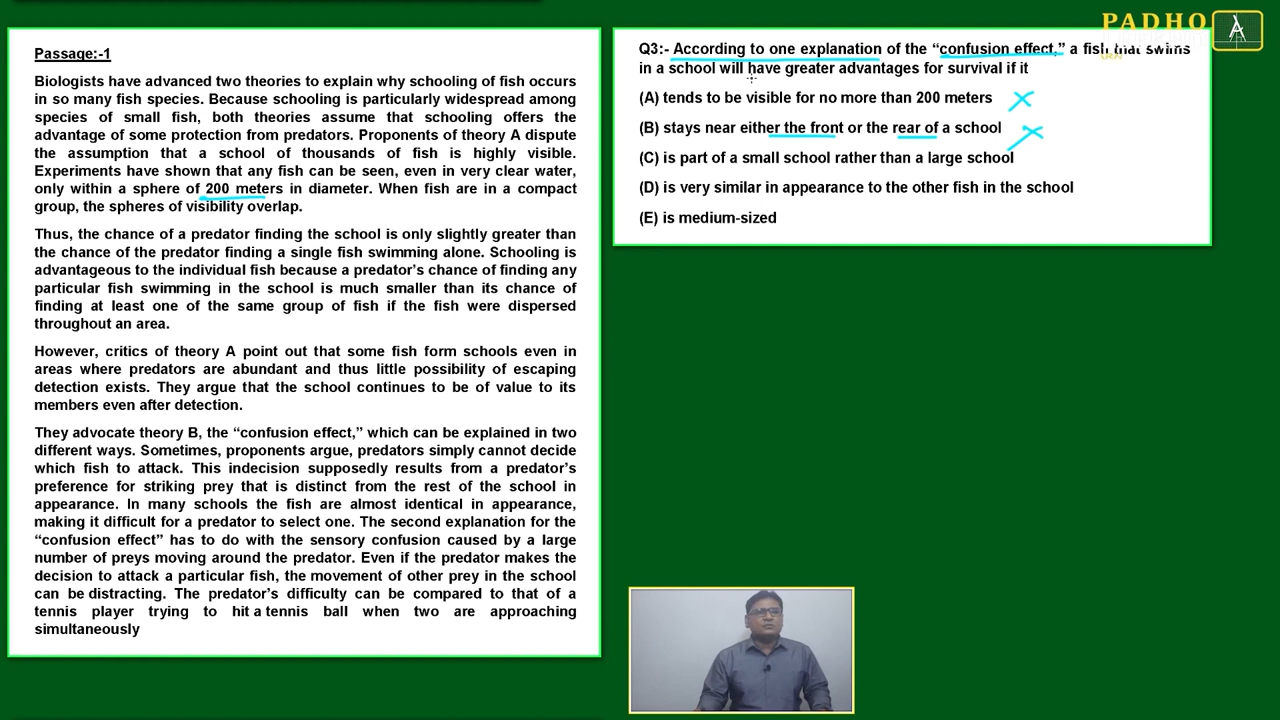 PADHO
Passage:-1
Biologists have advanced two theories to explain why schooling of fish occurs
in so many fish species. Because schooling is particularly widespread among
species of small fish, both theories assume that schooling offers the
advantage of some protection from predators. Proponents of theory A dispute
the assumption that a school of thousands of fish is highly visible.
Experiments have shown that any fish can be seen, even in very clear water,
only within a sphere of 200 meters in diameter. When fish are in a compact
group, the spheres of visibility overlap.
Thus, the chance of a predator finding the school is only slightly greater than
the chance of the predator finding a single fish swimming alone. Schooling is
advantageous to the individual fish because a predator's chance of finding any
particular fish swimming in the school is much smaller than its chance of
finding at least one of the same group of fish if the fish were dispersed
throughout an area.
However, critics of theory A point out that some fish form schools even in
areas where predators are abundant and thus little possibility of escaping
detection exists. They argue that the school continues to be of value to its
members even after detection.
They advocate theory B, the “confusion effect,” which can be explained in two
different ways. Sometimes, proponents argue, predators simply cannot decide
which fish to attack. This indecision supposedly results from a predator's
preference for striking prey that is distinct from the rest of the school in
appearance. In many schools the fish are almost identical in appearance,
making it difficult for a predator to select one. The second explanation for the
“confusion effect” has to do with the sensory confusion caused by a large
number of preys moving around the predator. Even if the predator makes the
decision to attack a particular fish, the movement of other prey in the school
can be distracting. The predator's difficulty can be compared to that of a
tennis player trying to hit a tennis ball when two are approaching
simultaneously
Q3:- According to one explanation of the “confusion effect,” a fish that swims
in a school will have greater advantages for survival if it
(A) tends to be visible for no more than 200 meters
(B) stays near either the front or the rear of a school
(C) is part of a small school rather than a large school
(D) is very similar in appearance to the other fish in the school
(E) is medium-sized